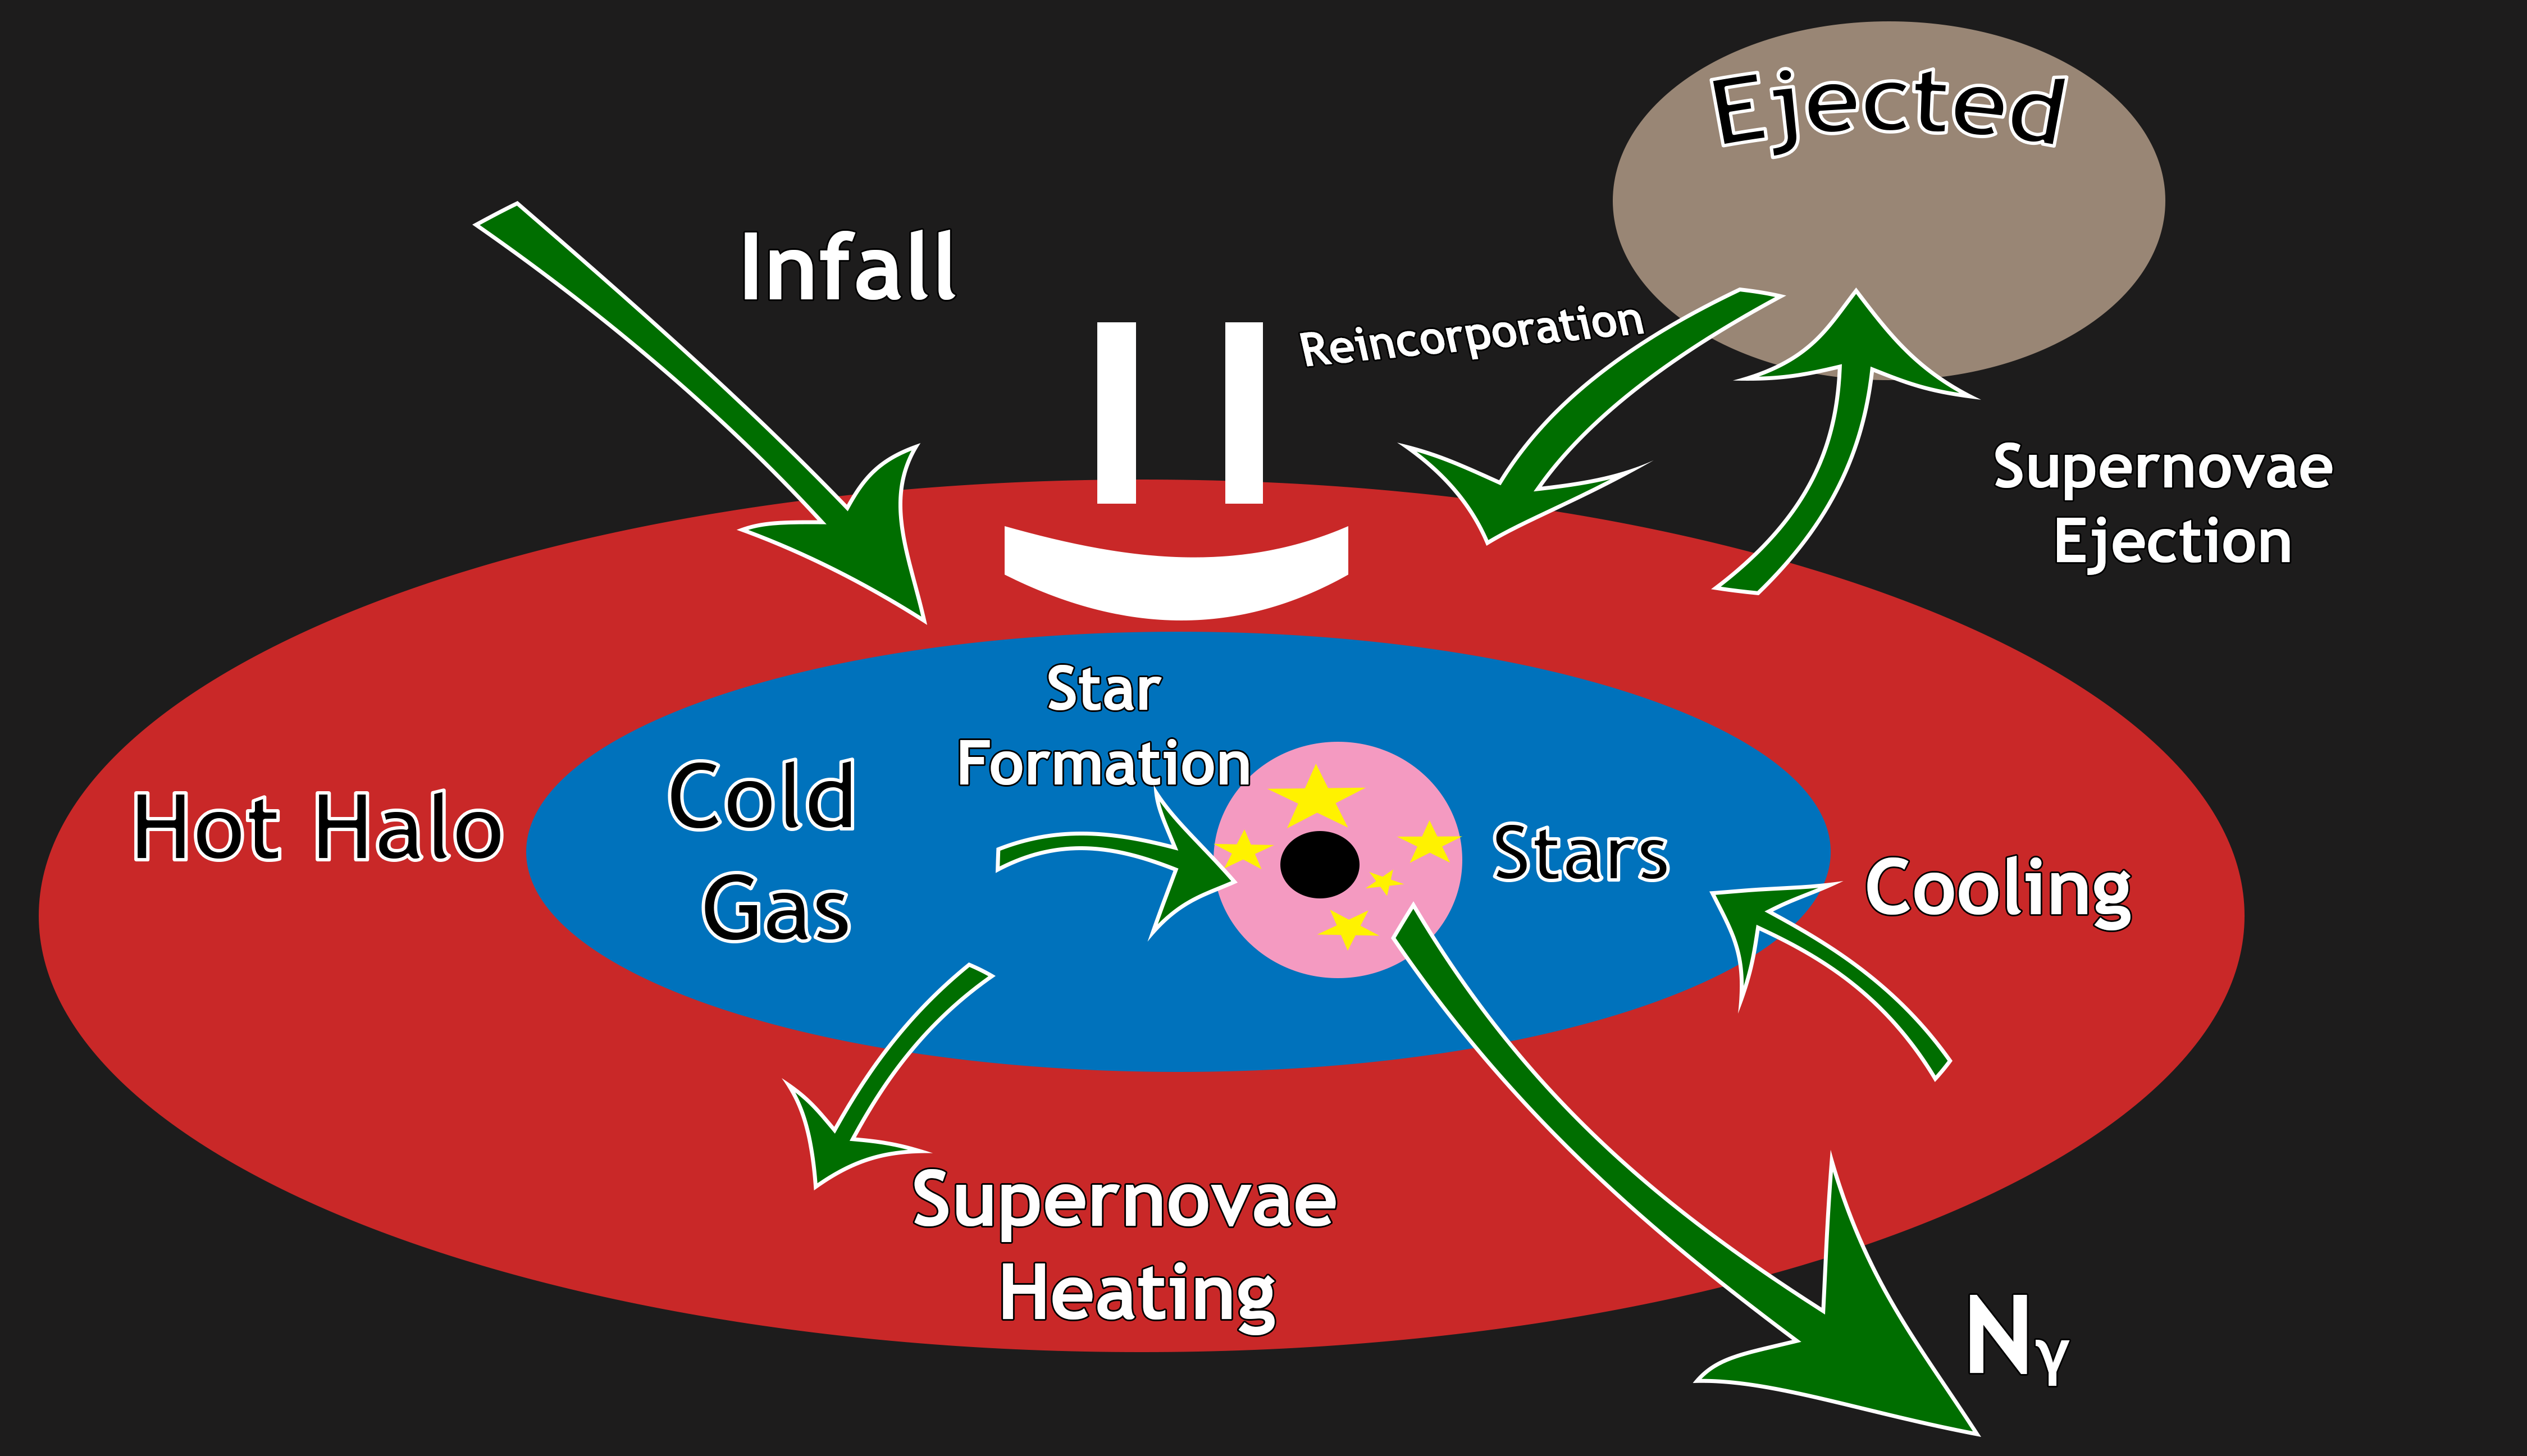 Ejected
Infall
Reincorporation
Supernovae
Ejection
Star
Formation
Cold
Gas
Hot Halo
Stars
Cooling
Supernovae
Heating
Nγ